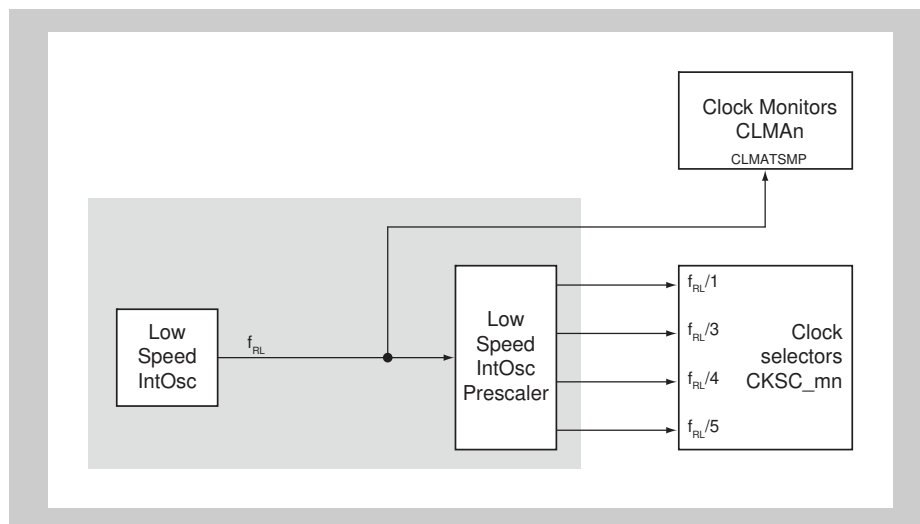 Clock Monitors
CLMAn
CLMATSMP
Low
Speed
IntOsc
fRL
Low
Speed
IntOsc
Prescaler
fRL/1
fRL/3
fRL/4
fRL/5
Clock
selectors
CKSC_mn